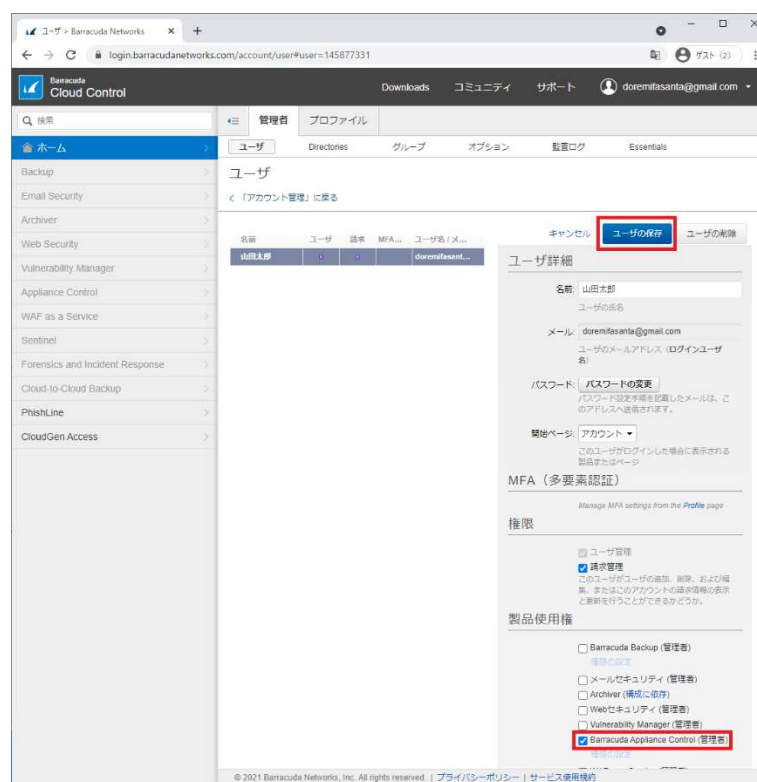 ユーザ > Barracuda Networks
login.barracudanetworks.com/account/user#user=145877331
ゲスト (2)
Barracuda
Cloud Control
Downloads
コミュニティ
サポート
doremifasanta@gmail.com
検索
管理者
プロファイル
ホーム
Backup
Email Security
Archiver
Web Security
Vulnerability Manager
Appliance Control
WAF as a Service
Sentinel
Forensics and Incident Response
Cloud-to-Cloud Backup
PhishLine
CloudGen Access
ユーザ
Directories
グループ
オプション
監査ログ
Essentials
ユーザ
< 「アカウント管理」に戻る
名前 ユーザ 請求 MFA... ユーザ名 / メ...
山田太郎 doremifasant...
キャンセル
ユーザの保存
ユーザの削除
ユーザ詳細
名前: 山田太郎
ユーザの氏名
メール: doremifasanta@gmail.com
ユーザのメールアドレス (ログインユーザ
名)
パスワード: パスワードの変更
パスワード設定手順を記載したメールは、こ
のアドレスへ送信されます。
開始ページ: アカウント
このユーザがログインした場合に表示される
製品またはページ
MFA（多要素認証）
Manage MFA settings from the Profile page
権限
ユーザ管理
請求管理
このユーザがユーザの追加、削除、および編
集、またはこのアカウントの請求情報の表示
と更新を行うことができるかどうか。
製品使用権
Barracuda Backup (管理者)
権限の設定
メールセキュリティ (管理者)
Archiver (構成に依存)
Webセキュリティ (管理者)
Vulnerability Manager (管理者)
Barracuda Appliance Control (管理者)
権限の設定
© 2021 Barracuda Networks, Inc. All rights reserved. | プライバシーポリシー | サービス使用規約